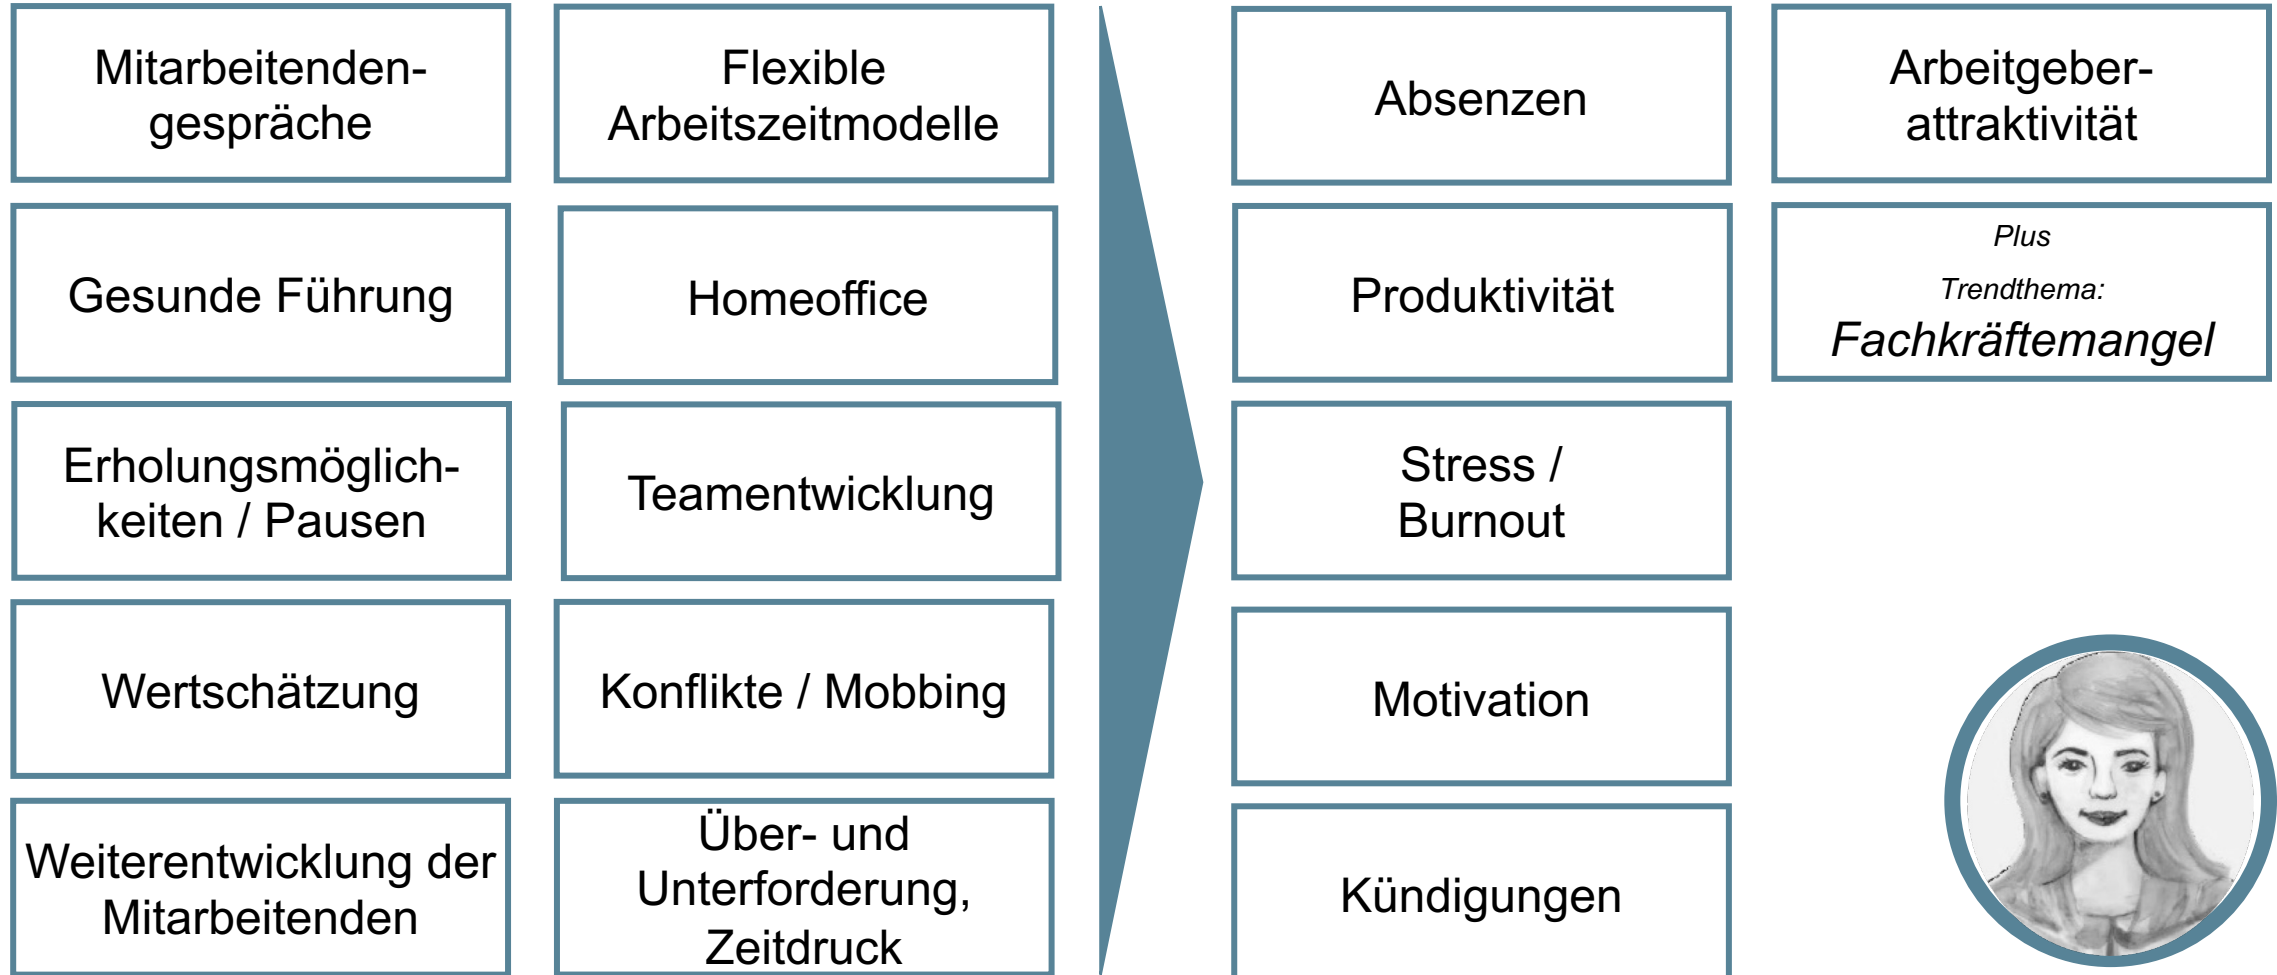 Mitarbeitenden-
gespräche
Gesunde Führung
Erholungsmöglich-
keiten / Pausen
Wertschätzung
Weiterentwicklung der
Mitarbeitenden
Flexible
Arbeitszeitmodelle
Homeoffice
Teamentwicklung
Konflikte / Mobbing
Über- und
Unterforderung,
Zeitdruck
Absenzen
Produktivität
Stress /
Burnout
Motivation
Kündigungen
Arbeitgeber-
attraktivität
Plus
Trendthema:
Fachkräftemangel